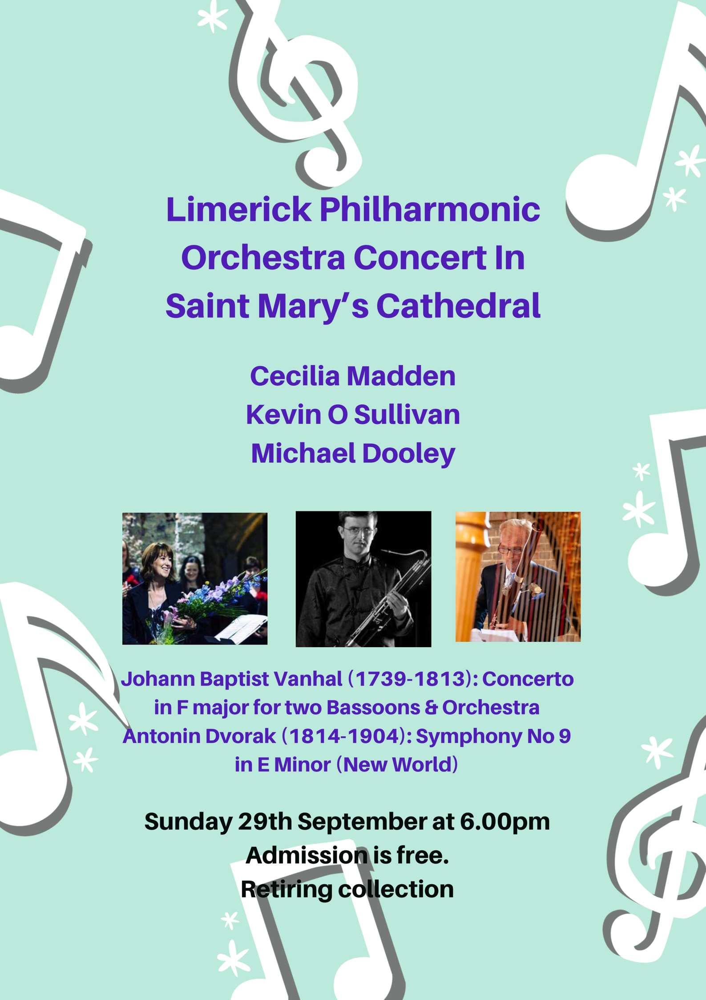 Limerick Philharmonic
Orchestra Concert In
Saint Mary’s Cathedral
Cecilia Madden
Kevin O Sullivan
Michael Dooley
Johann Baptist Vanhal (1739-1813): Concerto
in F major for two Bassoons & Orchestra
Antonin Dvorak (1814-1904): Symphony No 9
in E Minor (New World)
Sunday 29th September at 6.00pm
Admission is free.
Retiring collection